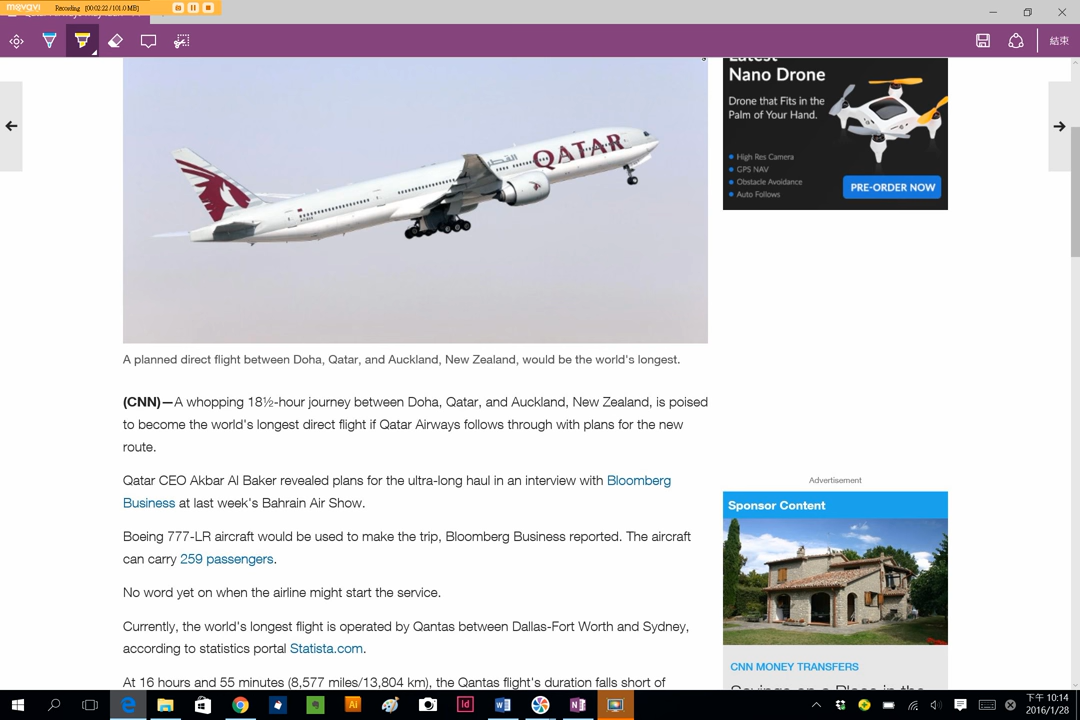 movavi Recording [00:02:22 / 101.0 MB]
結束
QATAR
القطرية
Nano Drone
Drone that Fits in the
Palm of Your Hand.
High Res Camera
GPS NAV
Obstacle Avoidance
Auto Follows
PRE-ORDER NOW
A planned direct flight between Doha, Qatar, and Auckland, New Zealand, would be the world's longest.
(CNN)—A whopping 18½-hour journey between Doha, Qatar, and Auckland, New Zealand, is poised
to become the world's longest direct flight if Qatar Airways follows through with plans for the new
route.
Qatar CEO Akbar Al Baker revealed plans for the ultra-long haul in an interview with Bloomberg
Business at last week's Bahrain Air Show.
Boeing 777-LR aircraft would be used to make the trip, Bloomberg Business reported. The aircraft
can carry 259 passengers.
No word yet on when the airline might start the service.
Currently, the world's longest flight is operated by Qantas between Dallas-Fort Worth and Sydney,
according to statistics portal Statista.com.
At 16 hours and 55 minutes (8,577 miles/13,804 km), the Qantas flight's duration falls short of
Advertisement
Sponsor Content
CNN MONEY TRANSFERS
下午 10:14
2016/1/28